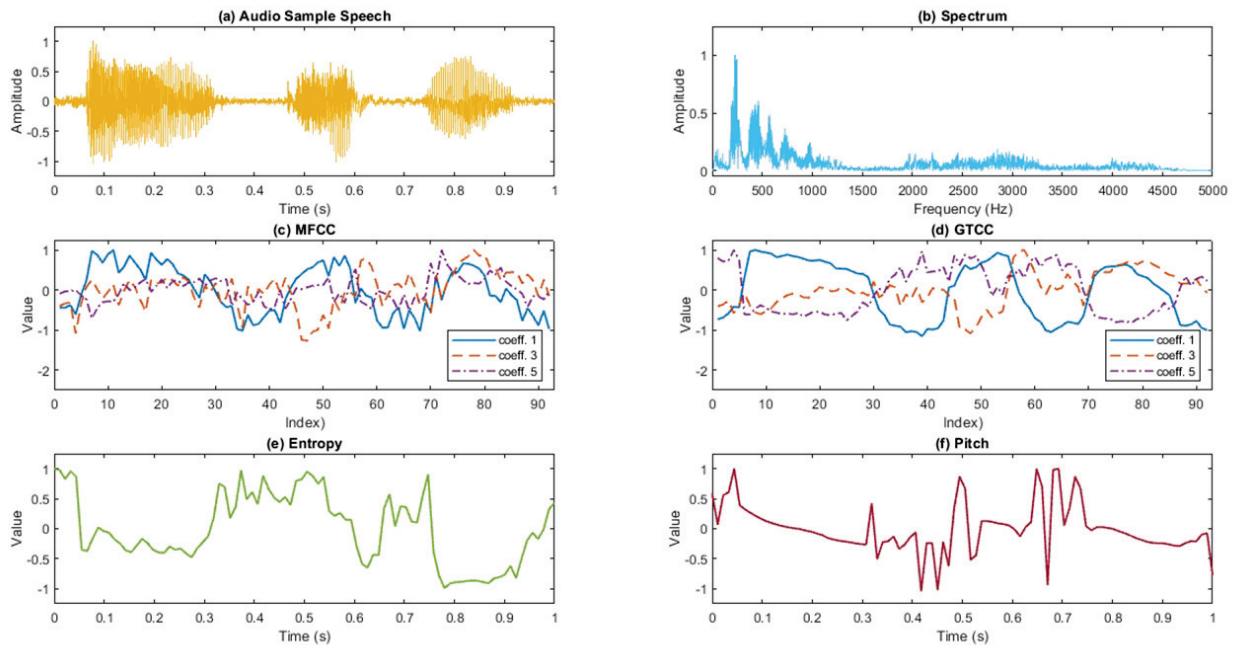 (a) Audio Sample Speech
Amplitude
1
0.5
0
-0.5
-1
0 0.1 0.2 0.3 0.4 0.5 0.6 0.7 0.8 0.9 1
Time (s)
(b) Spectrum
Amplitude
1
0.5
0
0 500 1000 1500 2000 2500 3000 3500 4000 4500 5000
Frequency (Hz)
(c) MFCC
Value
1
0
-1
-2
coeff. 1
coeff. 3
coeff. 5
0 10 20 30 40 50 60 70 80 90
Index)
(d) GTCC
Value
1
0
-1
-2
coeff. 1
coeff. 3
coeff. 5
0 10 20 30 40 50 60 70 80 90
Index)
(e) Entropy
Value
1
0.5
0
-0.5
-1
0 0.1 0.2 0.3 0.4 0.5 0.6 0.7 0.8 0.9 1
Time (s)
(f) Pitch
Value
1
0.5
0
-0.5
-1
0 0.1 0.2 0.3 0.4 0.5 0.6 0.7 0.8 0.9 1
Time (s)